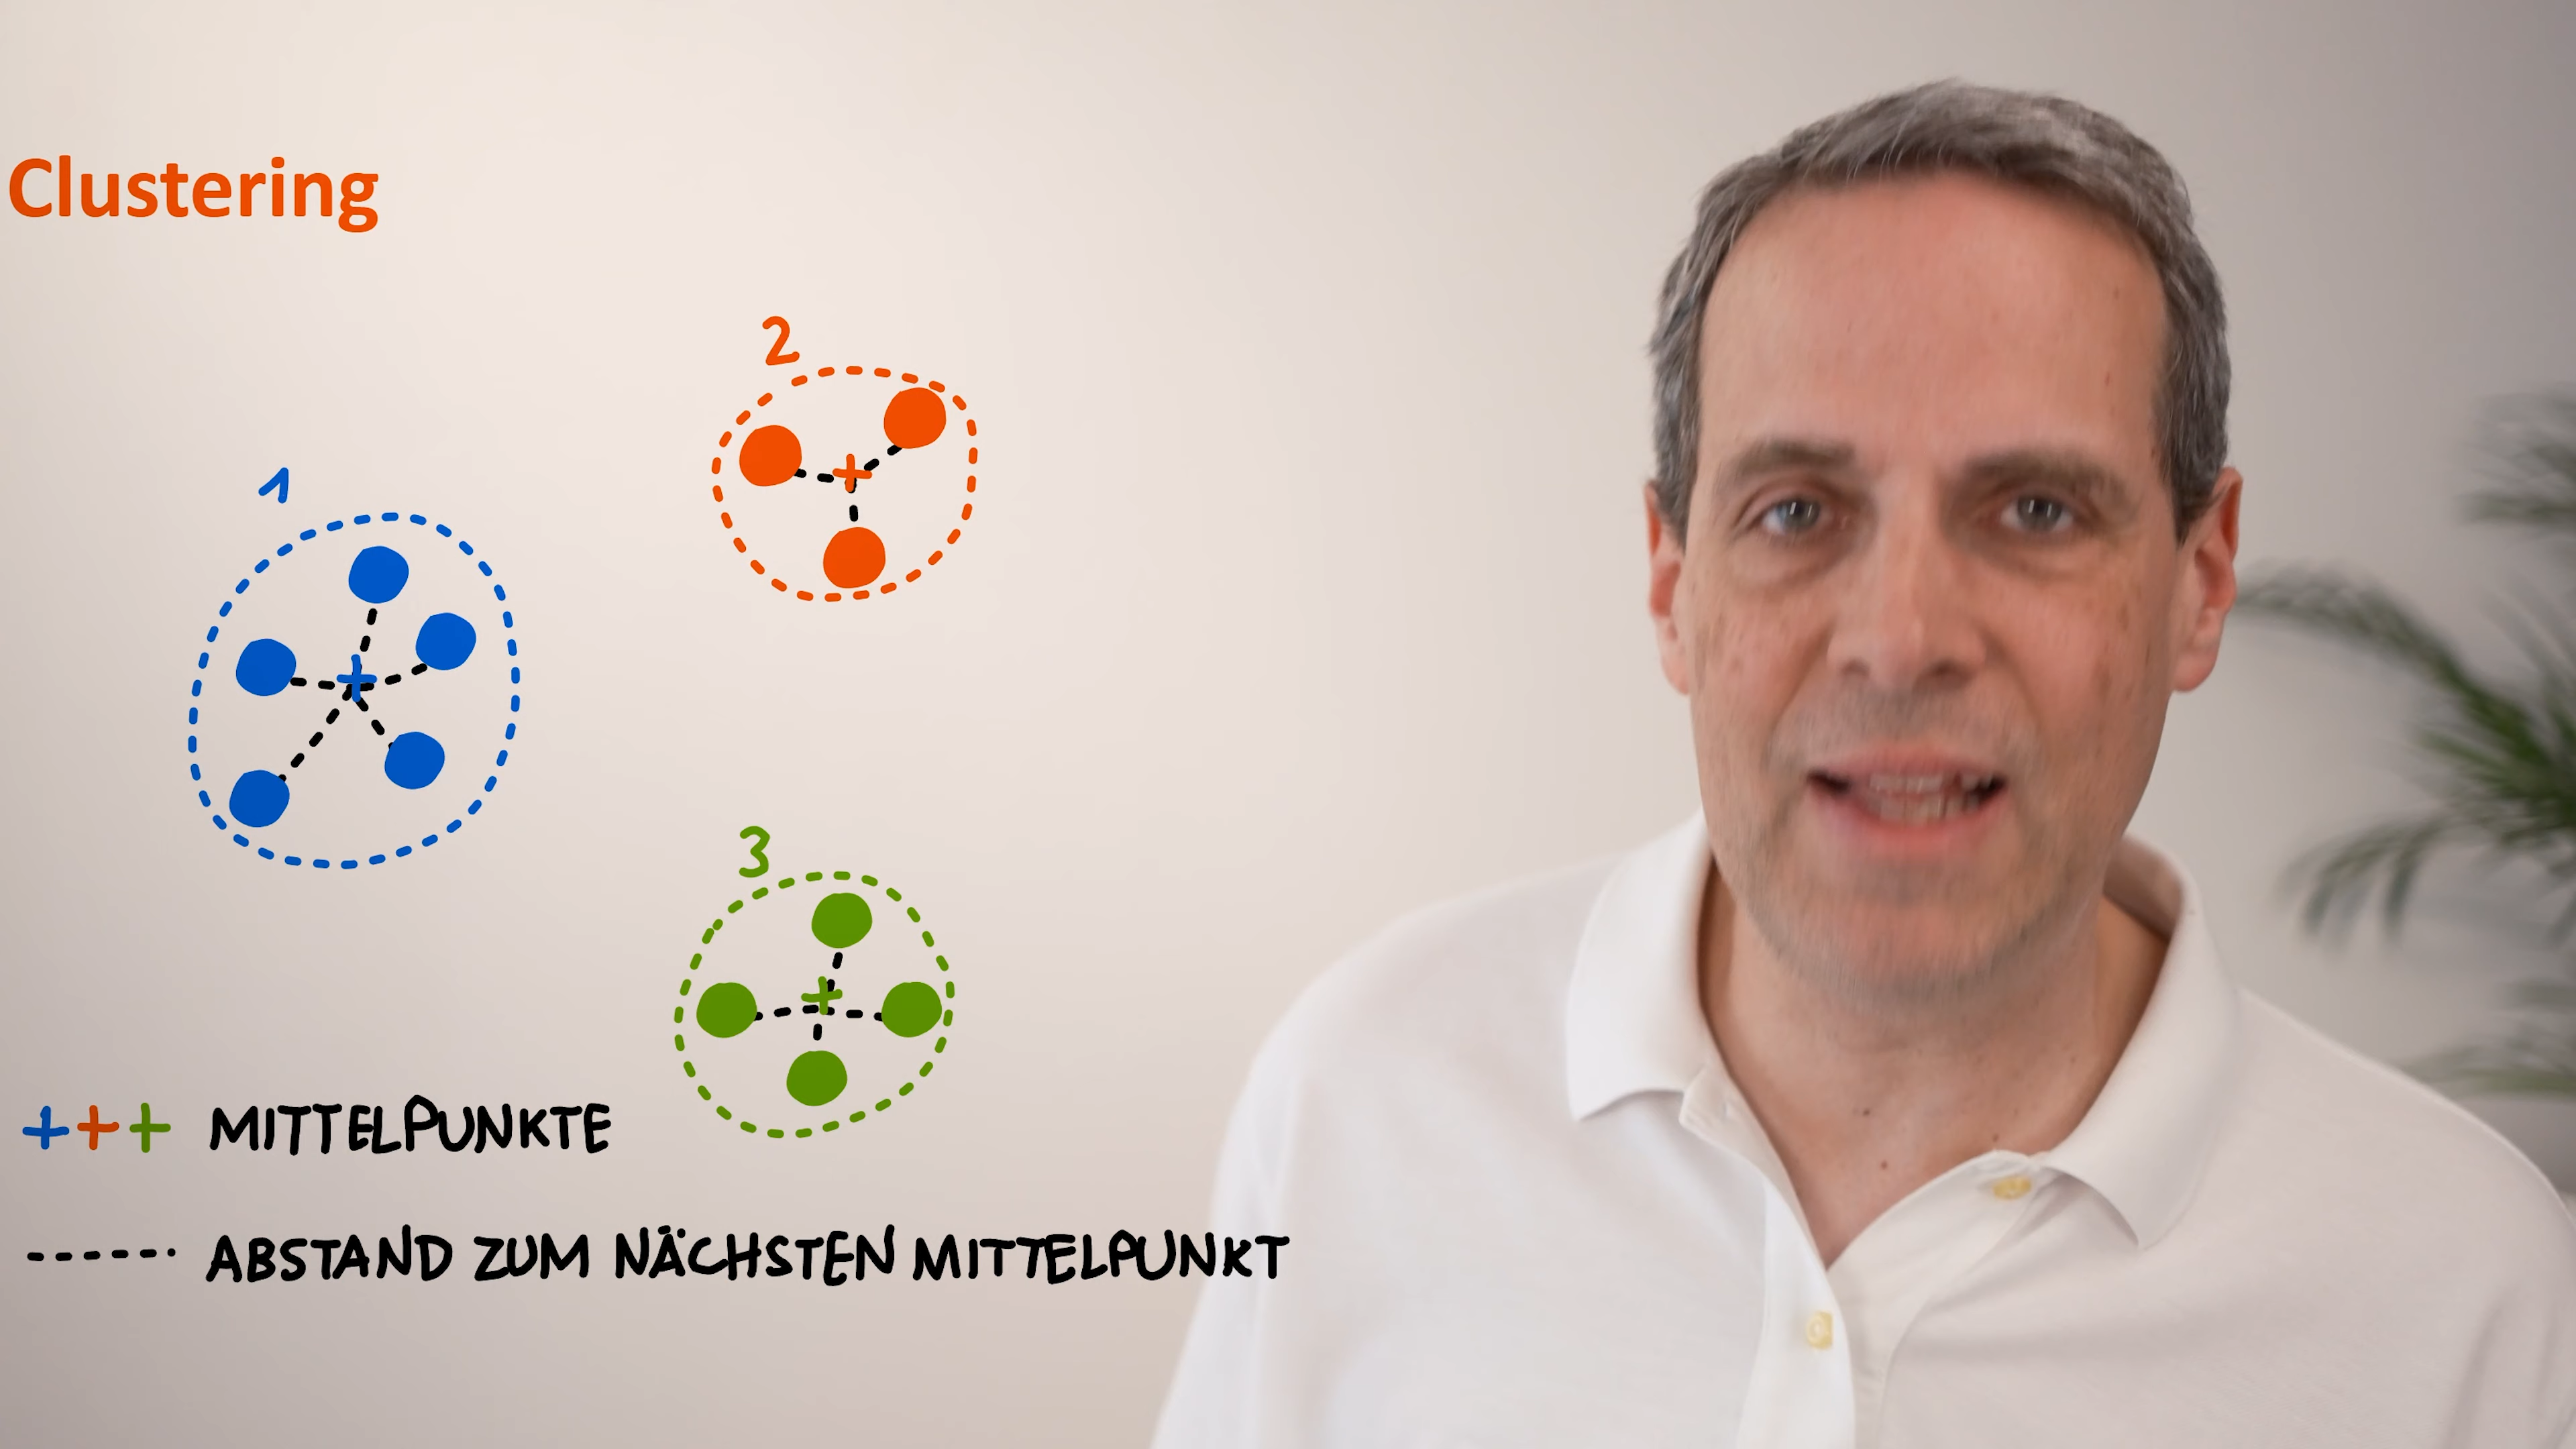 Clustering
2
1
3
+++ MITTELPUNKTE
------ ABSTAND ZUM NÄCHSTEN MITTELPUNKT